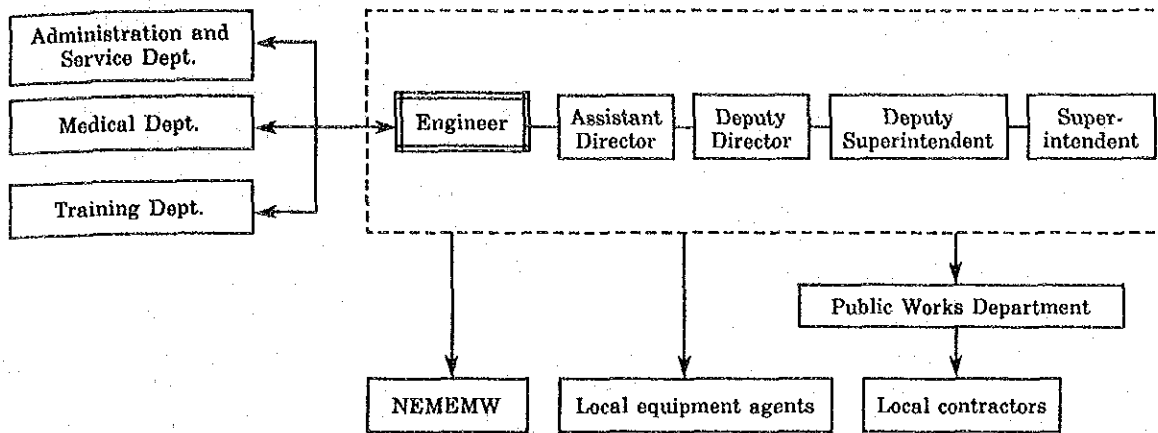 Administration and
Service Dept.
Medical Dept.
Training Dept.
Engineer
Assistant
Director
Deputy
Director
Deputy
Superintendent
Super-
intendent
Public Works Department
NEMEMW
Local equipment agents
Local contractors